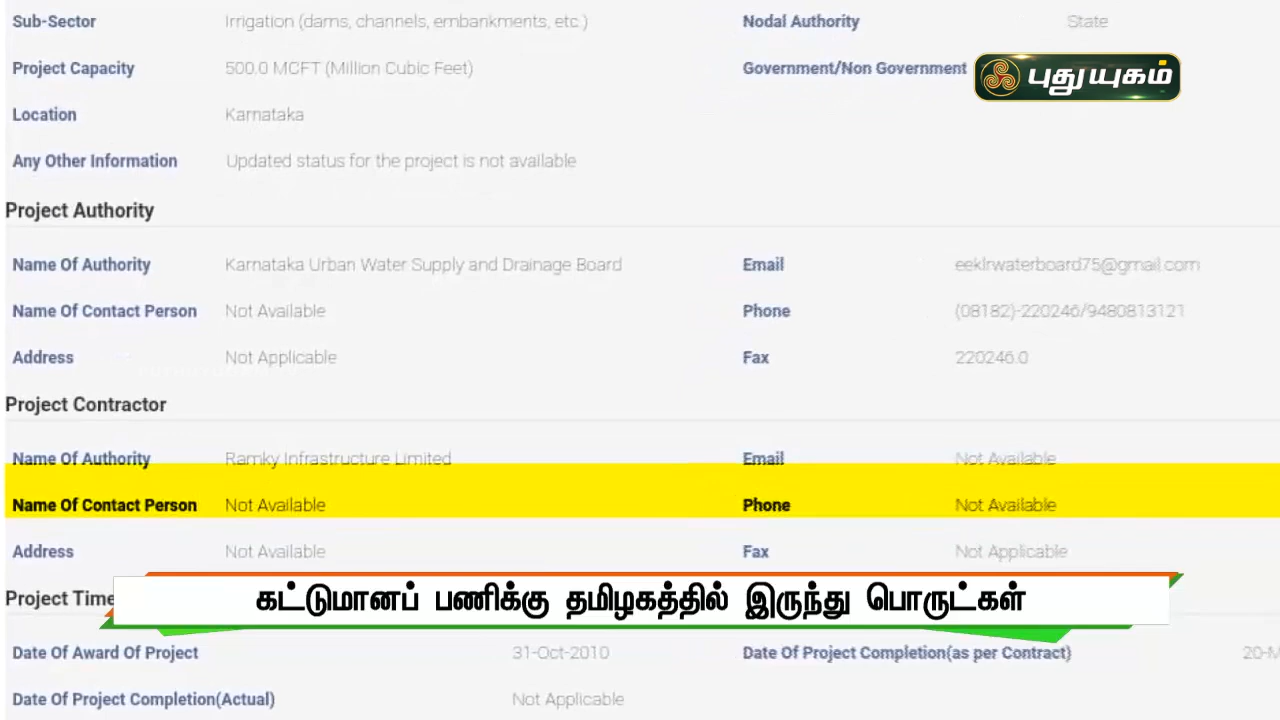 Sub-Sector Irrigation (dams, channels, embankments, etc.) Nodal Authority State
Project Capacity 500.0 MCFT (Million Cubic Feet) Government/Non Government
புதுயுகம்
Location Karnataka
Any Other Information Updated status for the project is not available
Project Authority
Name Of Authority Karnataka Urban Water Supply and Drainage Board Email eeklrwaterboard75@gmail.com
Name Of Contact Person Not Available Phone (08182)-220246/9480813121
Address Not Applicable Fax 220246.0
Project Contractor
Name Of Authority Ramky Infrastructure Limited Email Not Available
Name Of Contact Person Not Available Phone Not Available
Address Not Available Fax Not Applicable
Project Time
கட்டுமானப் பணிக்கு தமிழகத்தில் இருந்து பொருட்கள்
Date Of Award Of Project 31-Oct-2010 Date Of Project Completion(as per Contract) 20-M
Date Of Project Completion(Actual) Not Applicable